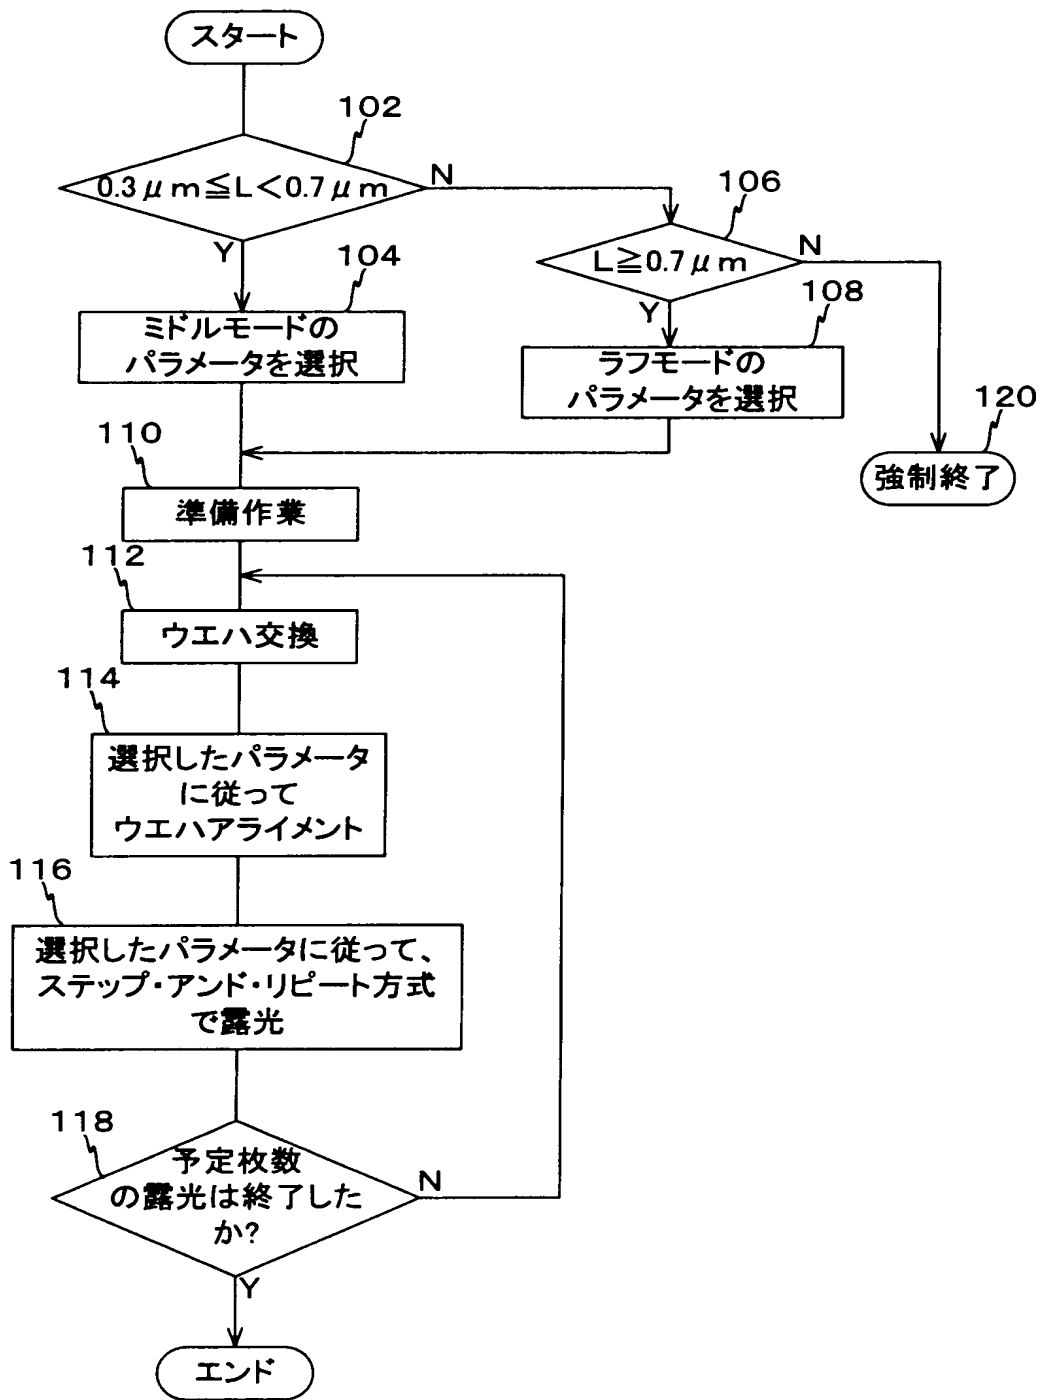 スタート
102
0.3μm≦L<0.7μm
N
Y
106
L≧0.7μm
N
Y
104
ミドルモードの
パラメータを選択
108
ラフモードの
パラメータを選択
120
強制終了
110
準備作業
112
ウエハ交換
114
選択したパラメータ
に従って
ウエハアライメント
116
選択したパラメータに従って、
ステップ・アンド・リピート方式
で露光
118
予定枚数
の露光は終了した
か?
N
Y
エンド